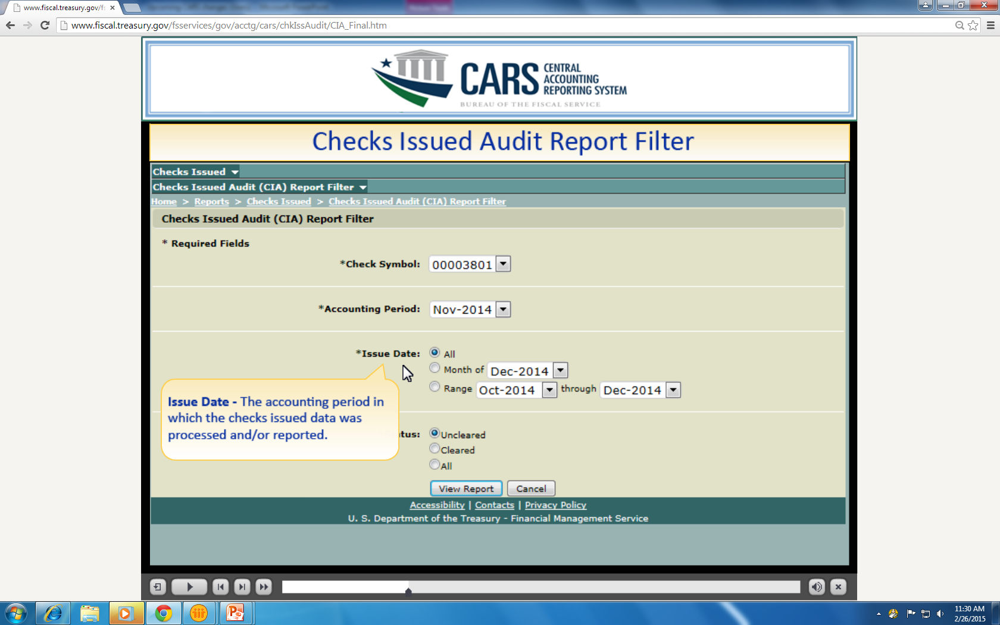 www.fiscal.treasury.gov/fs
www.fiscal.treasury.gov/fsservices/gov/acctg/cars/chkIssAudit/CIA_Final.htm
CARS CENTRAL
ACCOUNTING
REPORTING SYSTEM
BUREAU OF THE FISCAL SERVICE
Checks Issued Audit Report Filter
Checks Issued
Checks Issued Audit (CIA) Report Filter
Home > Reports > Checks Issued > Checks Issued Audit (CIA) Report Filter
Checks Issued Audit (CIA) Report Filter
* Required Fields
*Check Symbol: 00003801
*Accounting Period: Nov-2014
*Issue Date: All
Month of Dec-2014
Range Oct-2014 through Dec-2014
Issue Date - The accounting period in
which the checks issued data was
processed and/or reported.
tus: Uncleared
Cleared
All
View Report Cancel
Accessibility | Contacts | Privacy Policy
U. S. Department of the Treasury - Financial Management Service
11:30 AM
2/26/2015